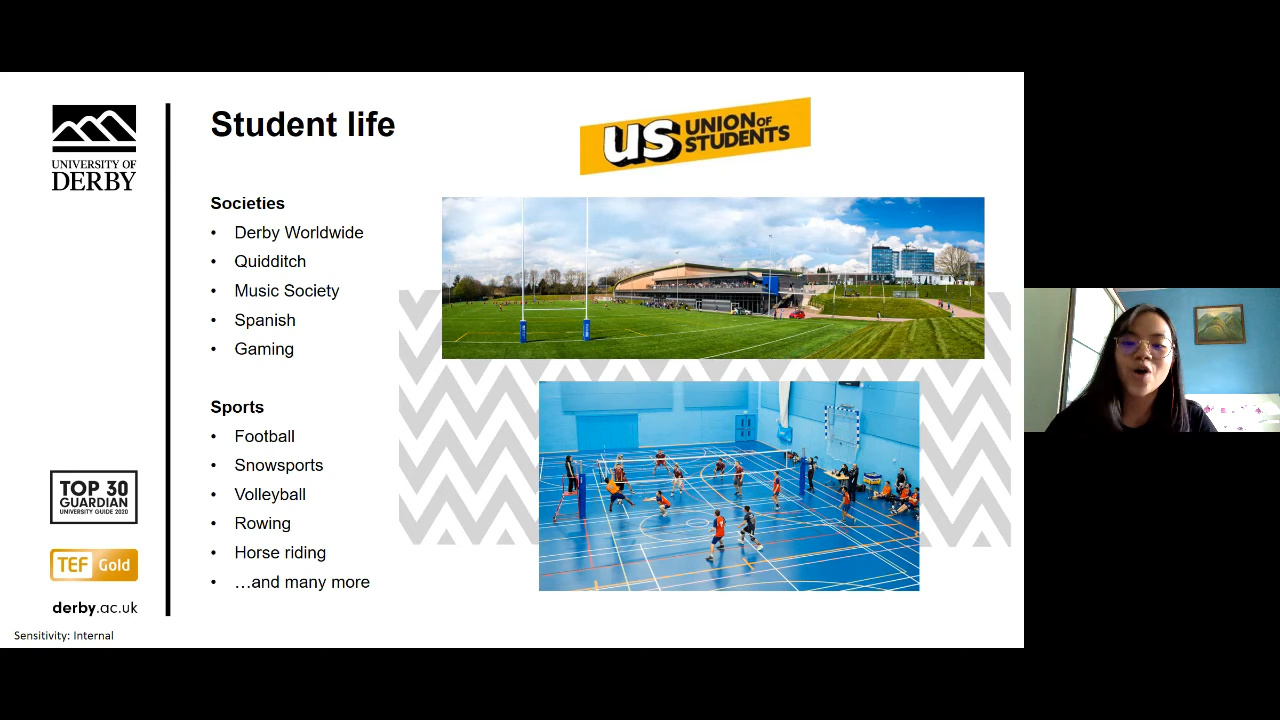 UNIVERSITY OF
DERBY
Student life
US UNION OF
STUDENTS
Societies
• Derby Worldwide
• Quidditch
• Music Society
• Spanish
• Gaming
Sports
• Football
• Snowsports
• Volleyball
• Rowing
• Horse riding
• …and many more
TOP 30
GUARDIAN
UNIVERSITY GUIDE 2020
TEF Gold
derby.ac.uk
Sensitivity: Internal